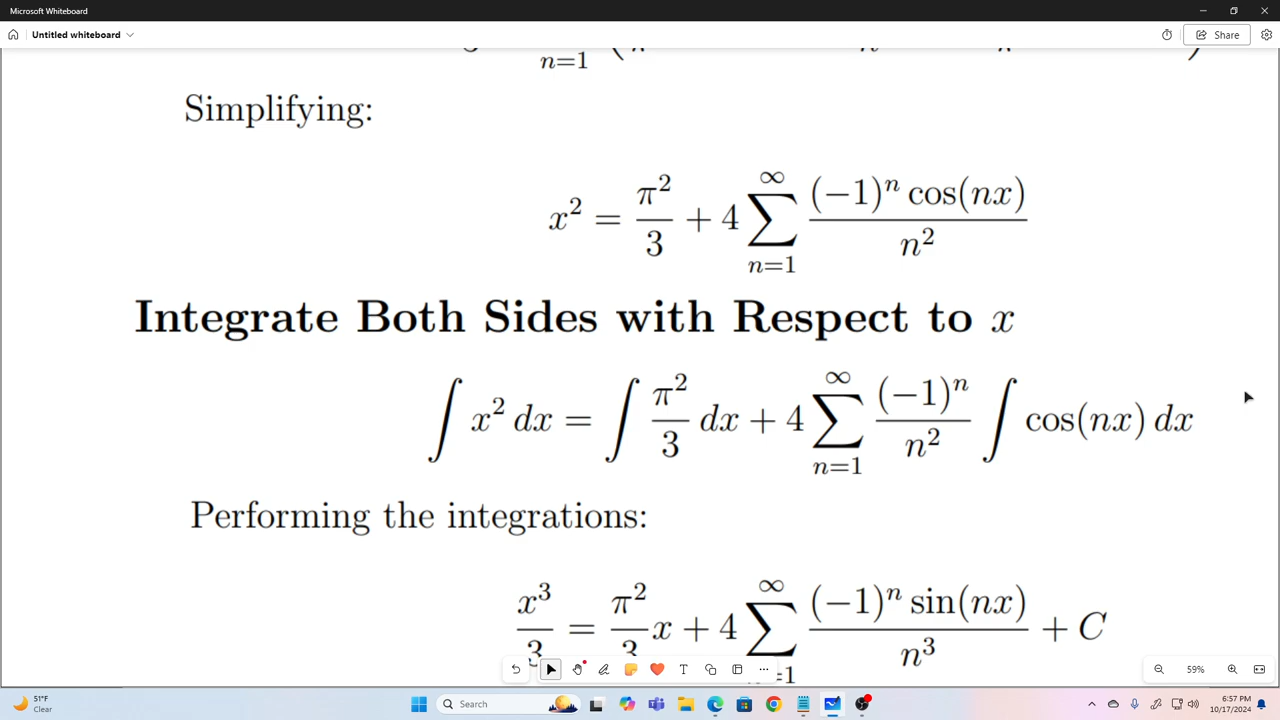 Microsoft Whiteboard
Untitled whiteboard
Share
n=1
Simplifying:
x² = π²/3 + 4 ∑_{n=1}^{∞} (−1)ⁿ cos(nx)/n²
Integrate Both Sides with Respect to x
∫ x² dx = ∫ π²/3 dx + 4 ∑_{n=1}^{∞} (−1)ⁿ/n² ∫ cos(nx) dx
Performing the integrations:
x³/3 = π²/3 x + 4 ∑_{n=1}^{∞} (−1)ⁿ sin(nx)/n³ + C
59%
51°F
Clear
Search
6:57 PM
10/17/2024